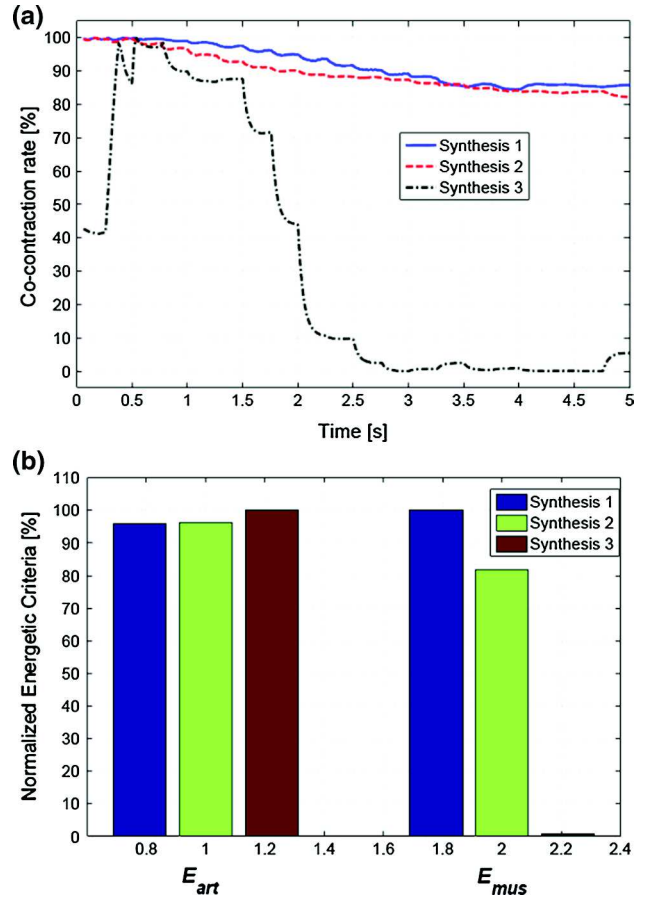 (a)
Co-contraction rate [%]
100
90
80
70
60
50
40
30
20
10
0
Synthesis 1
Synthesis 2
Synthesis 3
0 0.5 1 1.5 2 2.5 3 3.5 4 4.5 5
Time [s]
(b)
Normalized Energetic Criteria [%]
110
100
90
80
70
60
50
40
30
20
10
0
Synthesis 1
Synthesis 2
Synthesis 3
0.8 1 1.2 1.4 1.6 1.8 2 2.2 2.4
E_art E_mus